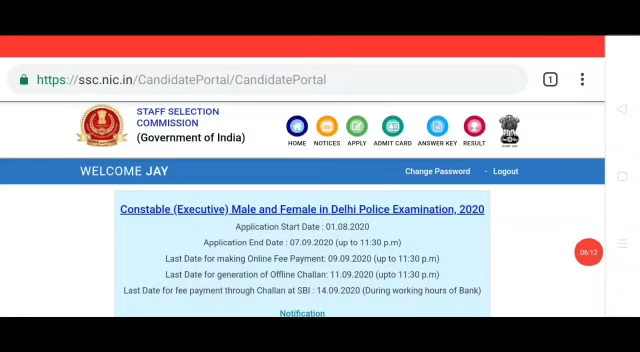 https://ssc.nic.in/CandidatePortal/CandidatePortal
1
STAFF SELECTION
COMMISSION
(Government of India)
HOME NOTICES APPLY ADMIT CARD ANSWER KEY RESULT
WELCOME JAY
Change Password - Logout
Constable (Executive) Male and Female in Delhi Police Examination, 2020
Application Start Date : 01.08.2020
Application End Date : 07.09.2020 (up to 11:30 p.m)
Last Date for making Online Fee Payment: 09.09.2020 (up to 11:30 p.m)
Last Date for generation of Offline Challan: 11.09.2020 (upto 11:30 p.m)
Last Date for fee payment through Challan at SBI : 14.09.2020 (During working hours of Bank)
Notification
06:12